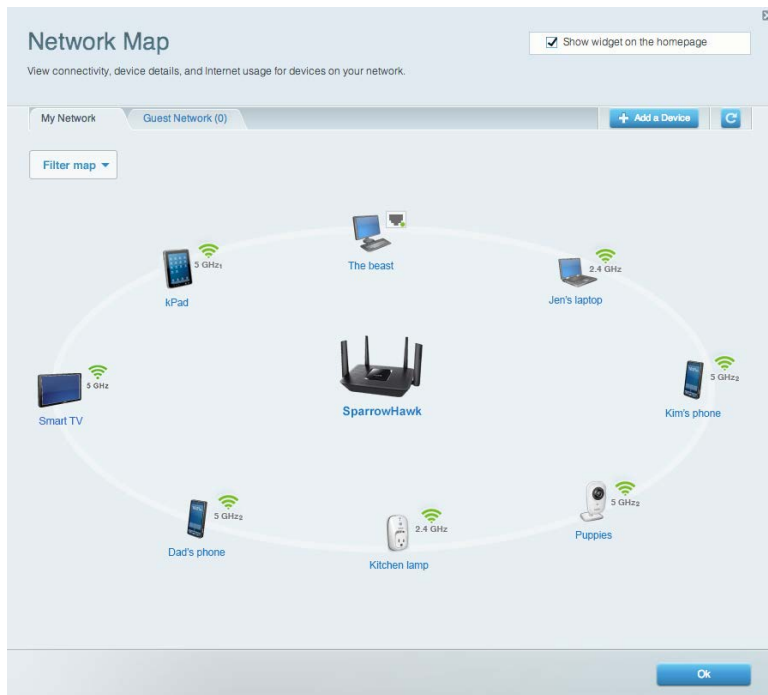 Network Map
Show widget on the homepage
View connectivity, device details, and Internet usage for devices on your network.
My Network
Guest Network (0)
+ Add a Device
Filter map
The beast
5 GHz1
kPad
2.4 GHz
Jen's laptop
5 GHz
Smart TV
SparrowHawk
5 GHz2
Kim's phone
5 GHz2
Dad's phone
2.4 GHz
Kitchen lamp
5 GHz2
Puppies
Ok